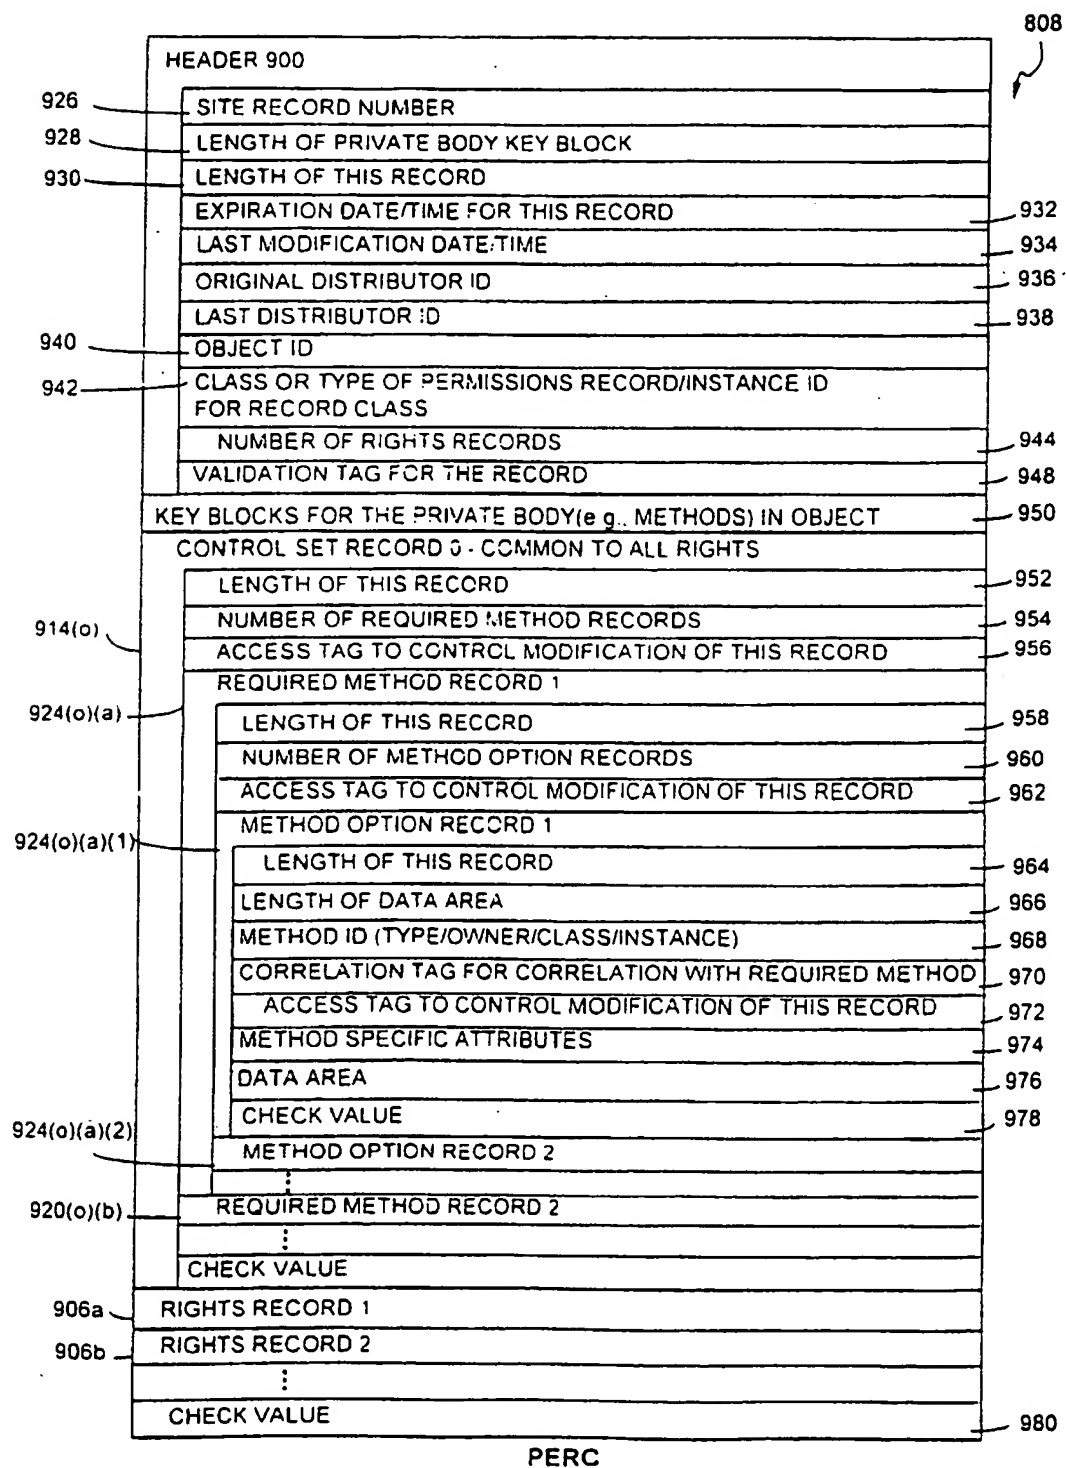 808
HEADER 900
926 SITE RECORD NUMBER
928 LENGTH OF PRIVATE BODY KEY BLOCK
930 LENGTH OF THIS RECORD
EXPIRATION DATE/TIME FOR THIS RECORD 932
LAST MODIFICATION DATE/TIME 934
ORIGINAL DISTRIBUTOR ID 936
LAST DISTRIBUTOR ID 938
940 OBJECT ID
942 CLASS OR TYPE OF PERMISSIONS RECORD/INSTANCE ID
FOR RECORD CLASS
NUMBER OF RIGHTS RECORDS 944
VALIDATION TAG FOR THE RECORD 948
KEY BLOCKS FOR THE PRIVATE BODY(e g., METHODS) IN OBJECT 950
CONTROL SET RECORD 0 - COMMON TO ALL RIGHTS
LENGTH OF THIS RECORD 952
914(o) NUMBER OF REQUIRED METHOD RECORDS 954
ACCESS TAG TO CONTROL MODIFICATION OF THIS RECORD 956
924(o)(a) REQUIRED METHOD RECORD 1
LENGTH OF THIS RECORD 958
NUMBER OF METHOD OPTION RECORDS 960
ACCESS TAG TO CONTROL MODIFICATION OF THIS RECORD 962
924(o)(a)(1) METHOD OPTION RECORD 1
LENGTH OF THIS RECORD 964
LENGTH OF DATA AREA 966
METHOD ID (TYPE/OWNER/CLASS/INSTANCE) 968
CORRELATION TAG FOR CORRELATION WITH REQUIRED METHOD 970
ACCESS TAG TO CONTROL MODIFICATION OF THIS RECORD 972
METHOD SPECIFIC ATTRIBUTES 974
DATA AREA 976
CHECK VALUE 978
924(o)(a)(2) METHOD OPTION RECORD 2
920(o)(b) REQUIRED METHOD RECORD 2
CHECK VALUE
906a RIGHTS RECORD 1
906b RIGHTS RECORD 2
CHECK VALUE 980
PERC